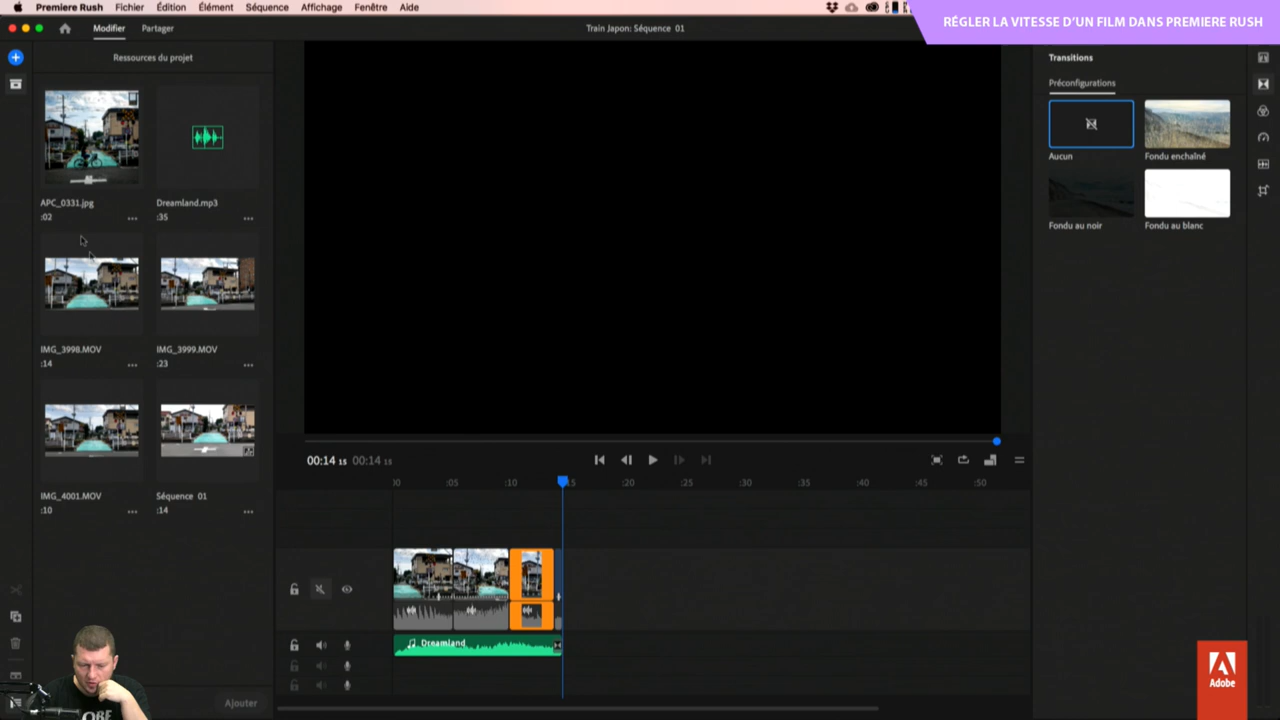 Premiere Rush Fichier Édition Élément Séquence Affichage Fenêtre Aide
RÉGLER LA VITESSE D'UN FILM DANS PREMIERE RUSH
Modifier Partager
Train Japon: Séquence 01
Ressources du projet
Transitions
Préconfigurations
Aucun
Fondu enchaîné
Fondu au noir
Fondu au blanc
APC_0331.jpg
:02
Dreamland.mp3
:35
IMG_3998.MOV
:14
IMG_3999.MOV
:23
IMG_4001.MOV
:10
Séquence 01
:14
00:14 15 00:14 15
:05 :10 :15 :20 :25 :30 :35 :40 :45 :50
Dreamland
Ajouter
Adobe